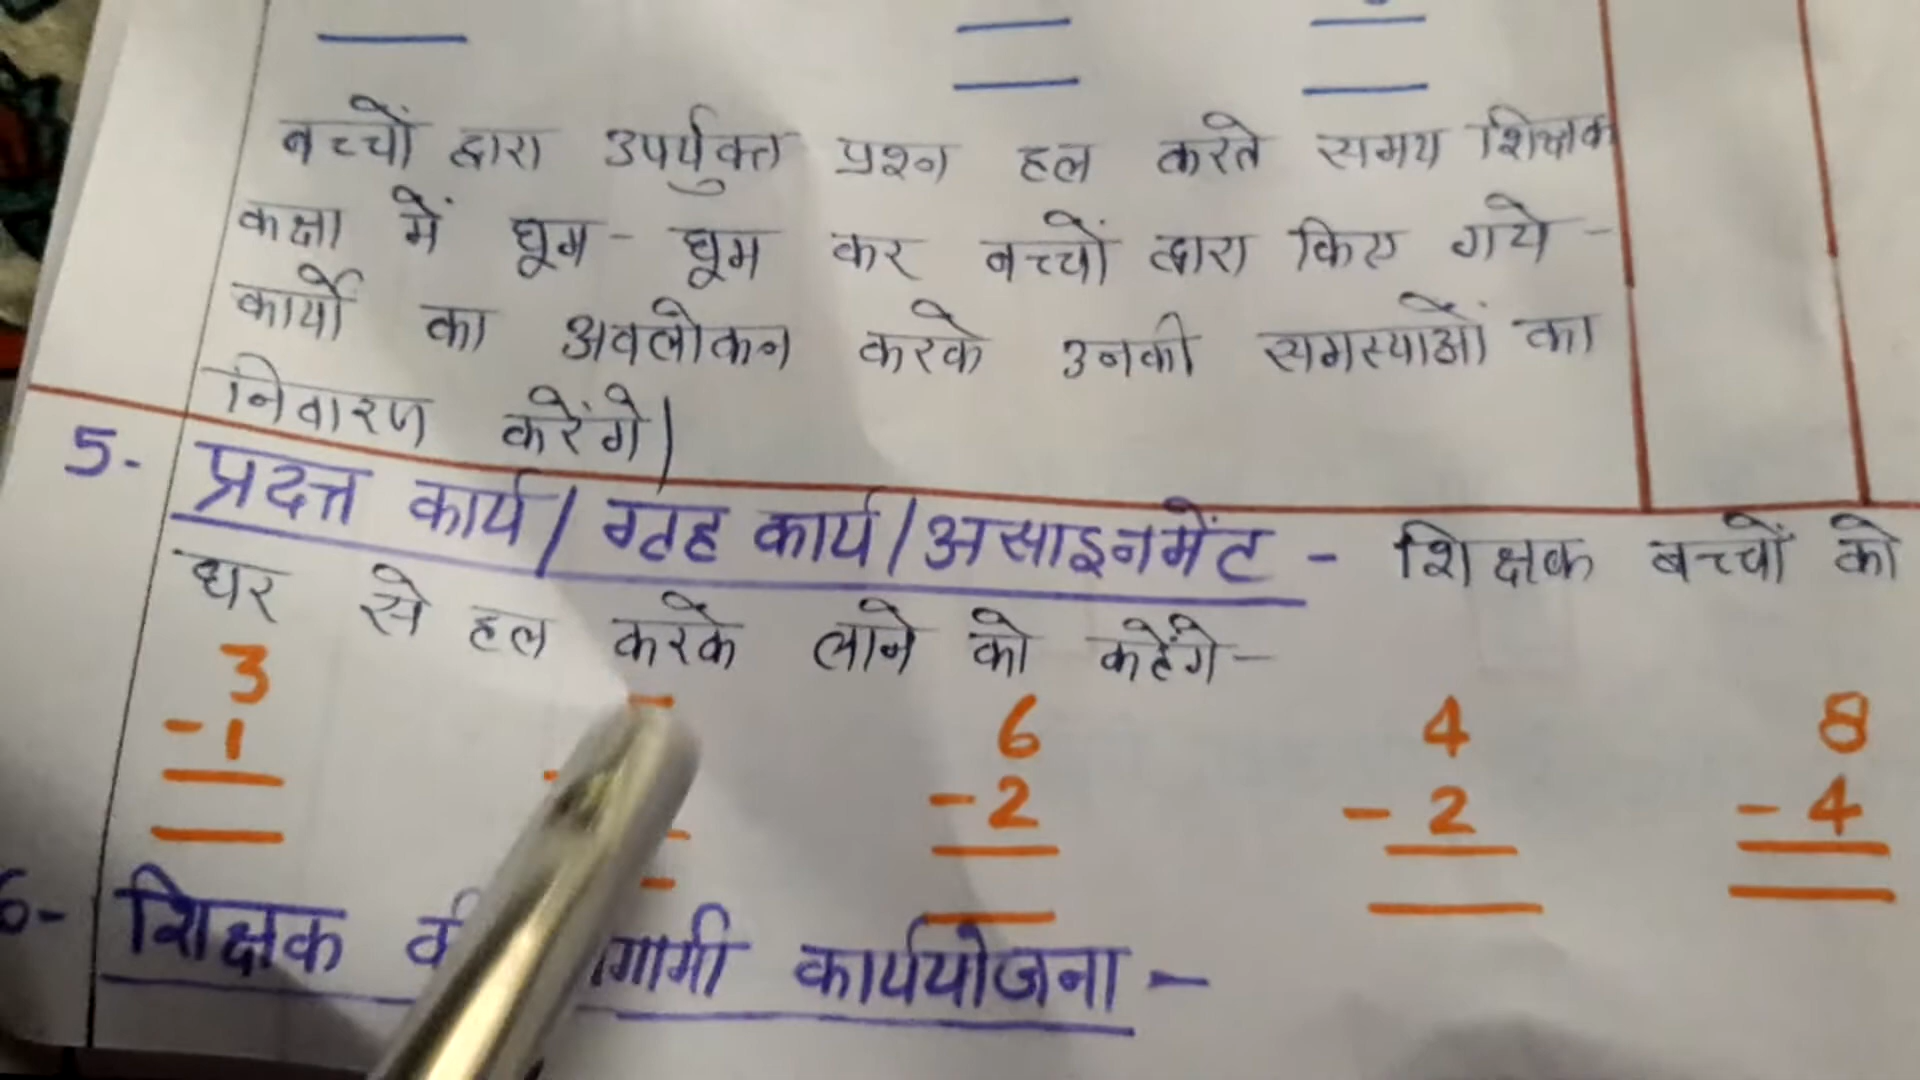 बच्चों द्वारा उपर्युक्त प्रश्न हल करते समय शिक्षक
कक्षा में घूम - घूम कर बच्चों द्वारा किए गये -
कार्यों का अवलोकन करके उनकी समस्याओं का
निवारण करेंगे।
5- प्रदत्त कार्य / गृह कार्य / असाइनमेंट - शिक्षक बच्चों को
घर से हल करके लाने को कहेंगे -
3 6 4 8
-1 -2 -2 -4
6- शिक्षक कार्ययोजना -